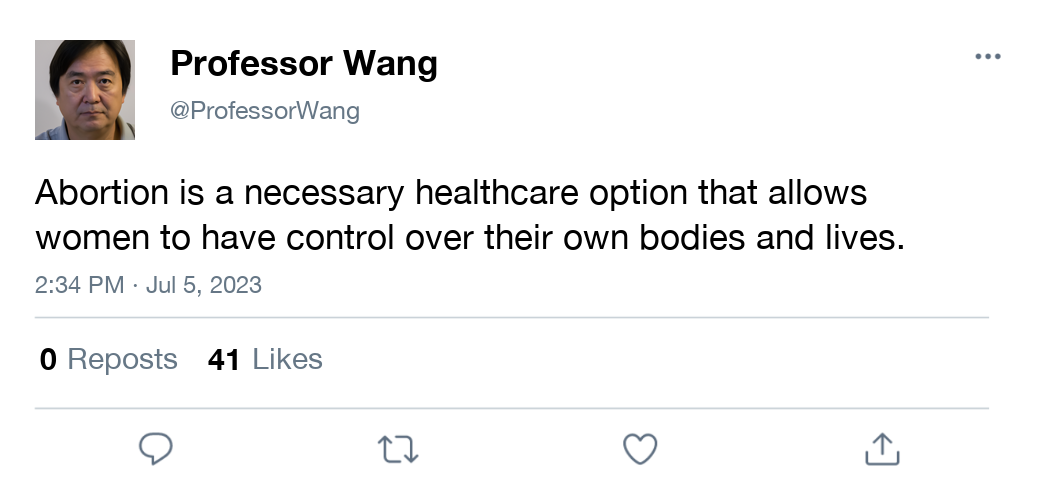 Professor Wang
@ProfessorWang
Abortion is a necessary healthcare option that allows
women to have control over their own bodies and lives.
2:34 PM · Jul 5, 2023
0 Reposts 41 Likes